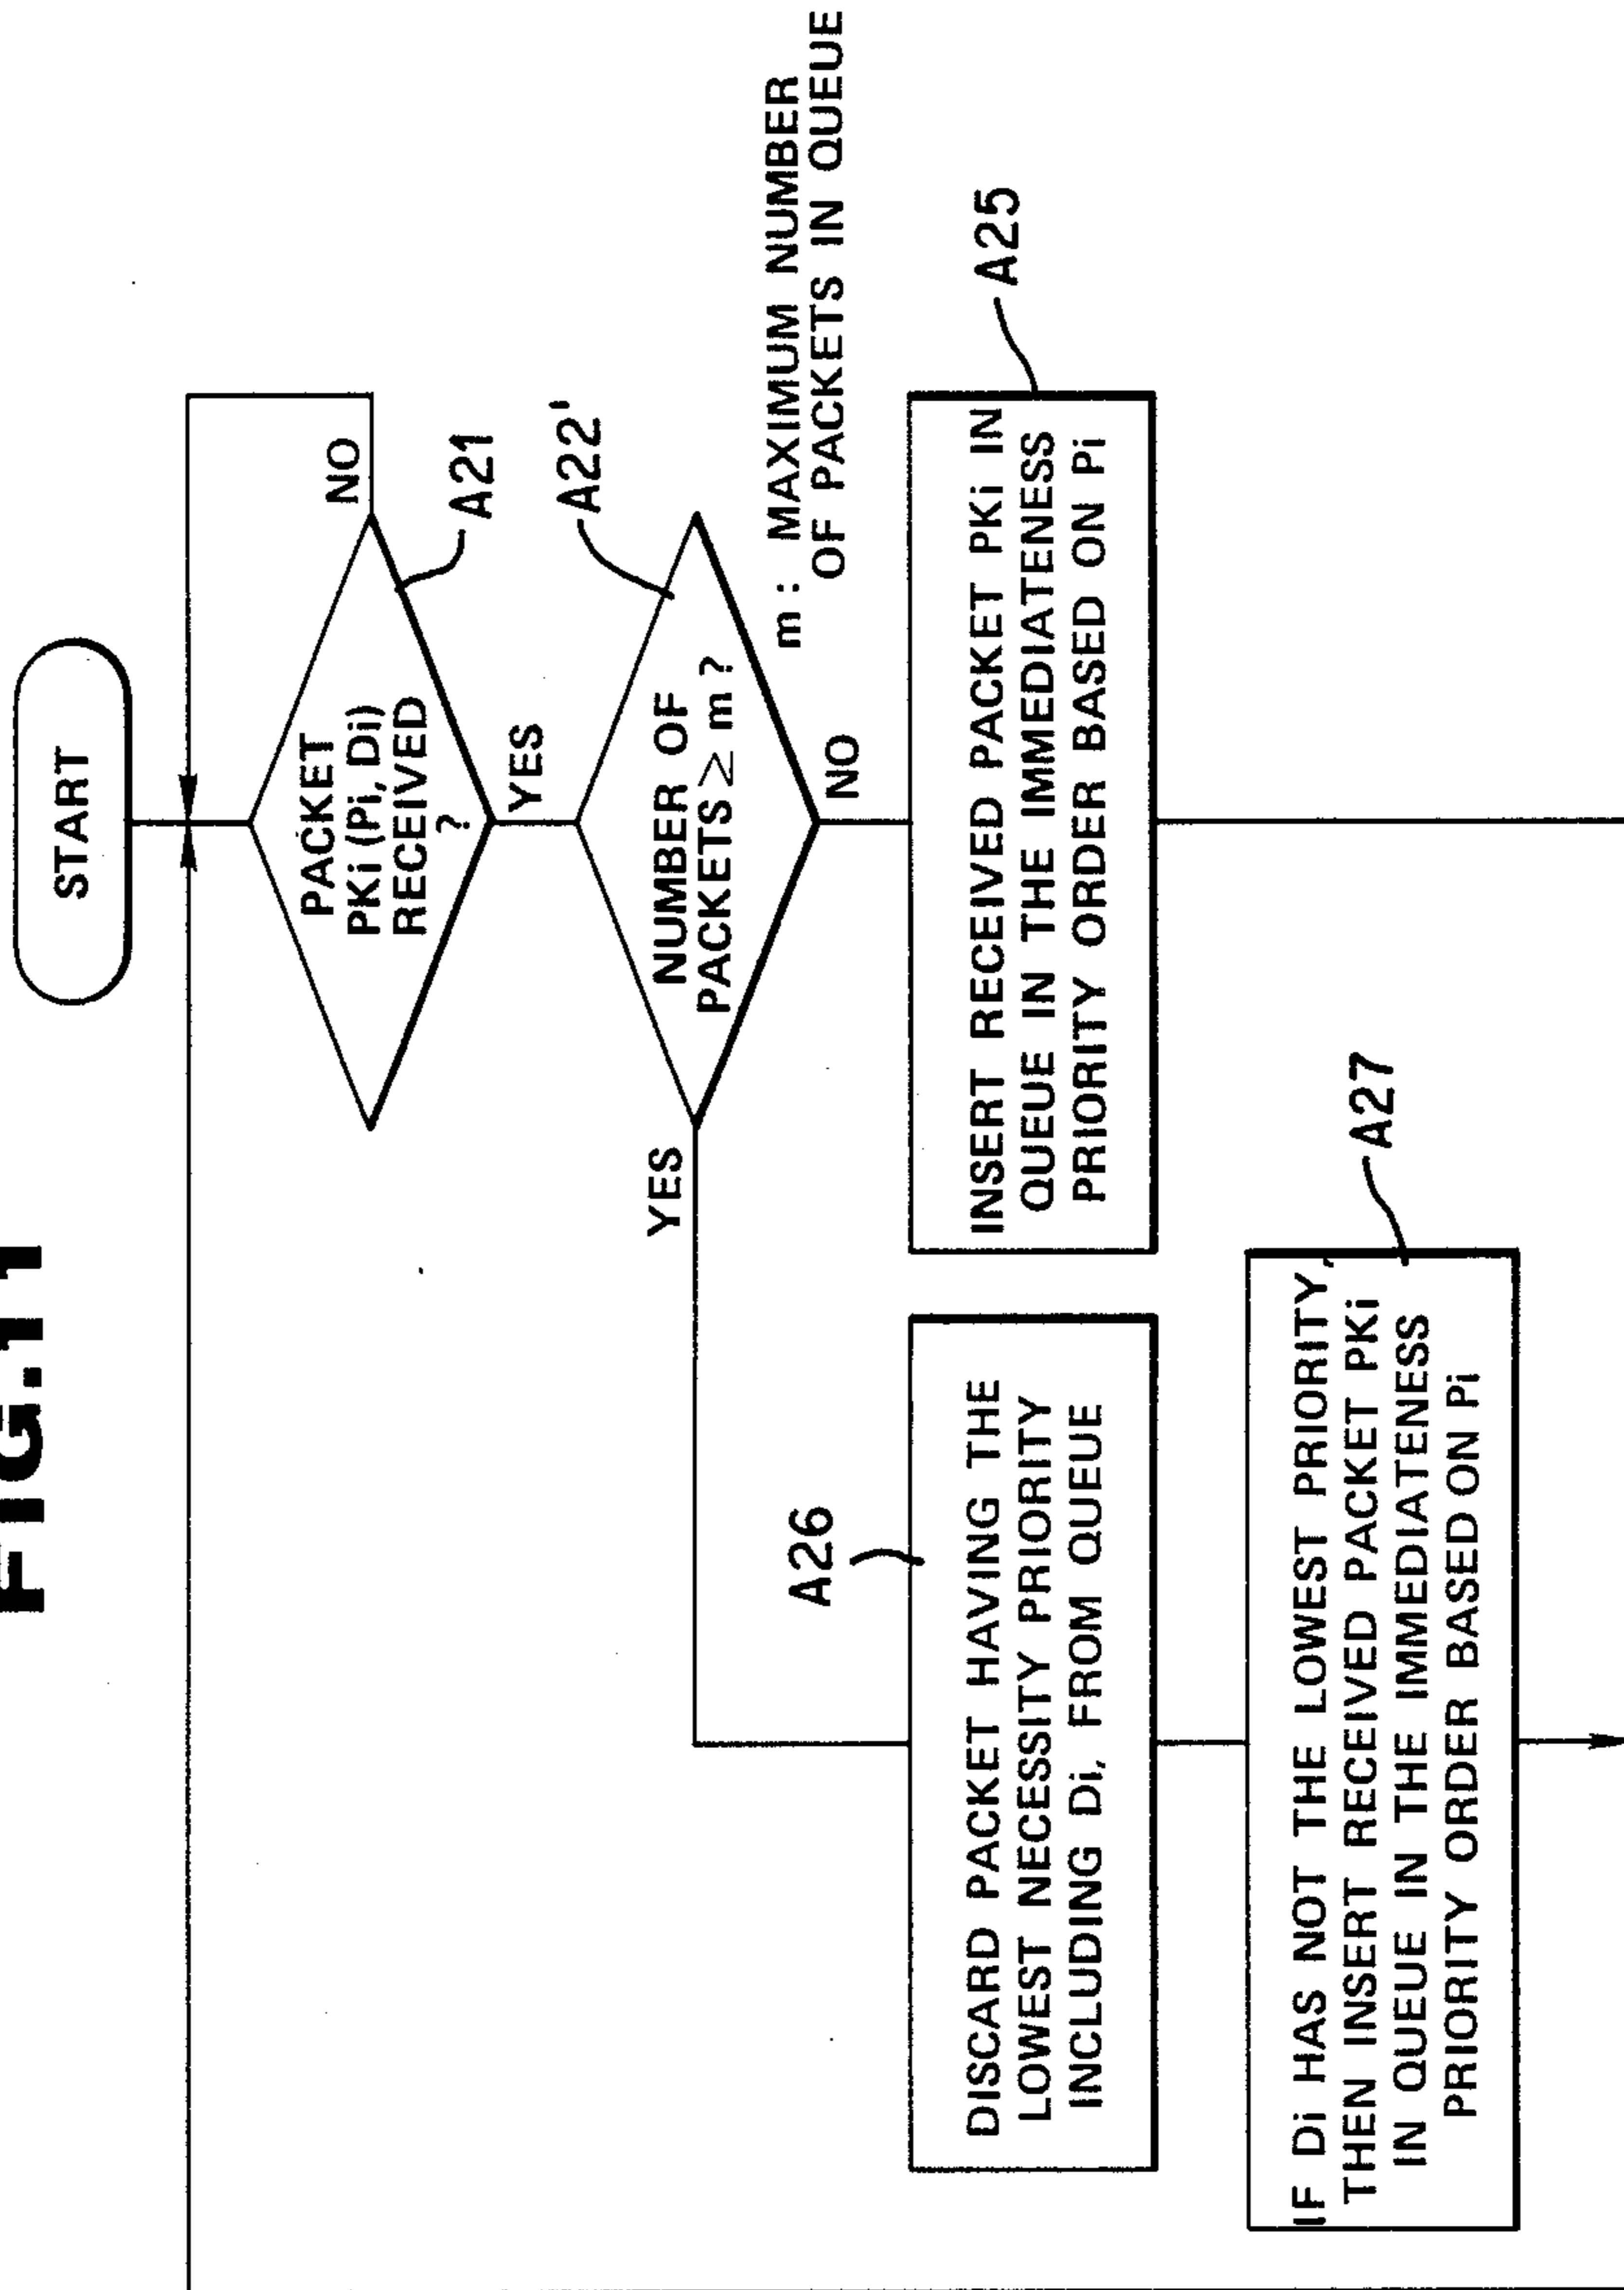 FIG.11
START
PACKET
PKi (Pi, Di)
RECEIVED
?
NO
A21
YES
NUMBER OF
PACKETS ≥ m ?
A22'
YES
NO
m : MAXIMUM NUMBER
OF PACKETS IN QUEUE
INSERT RECEIVED PACKET PKi IN
QUEUE IN THE IMMEDIATENESS
PRIORITY ORDER BASED ON Pi
A25
A26
DISCARD PACKET HAVING THE
LOWEST NECESSITY PRIORITY
INCLUDING Di, FROM QUEUE
A27
IF Di HAS NOT THE LOWEST PRIORITY,
THEN INSERT RECEIVED PACKET PKi
IN QUEUE IN THE IMMEDIATENESS
PRIORITY ORDER BASED ON Pi